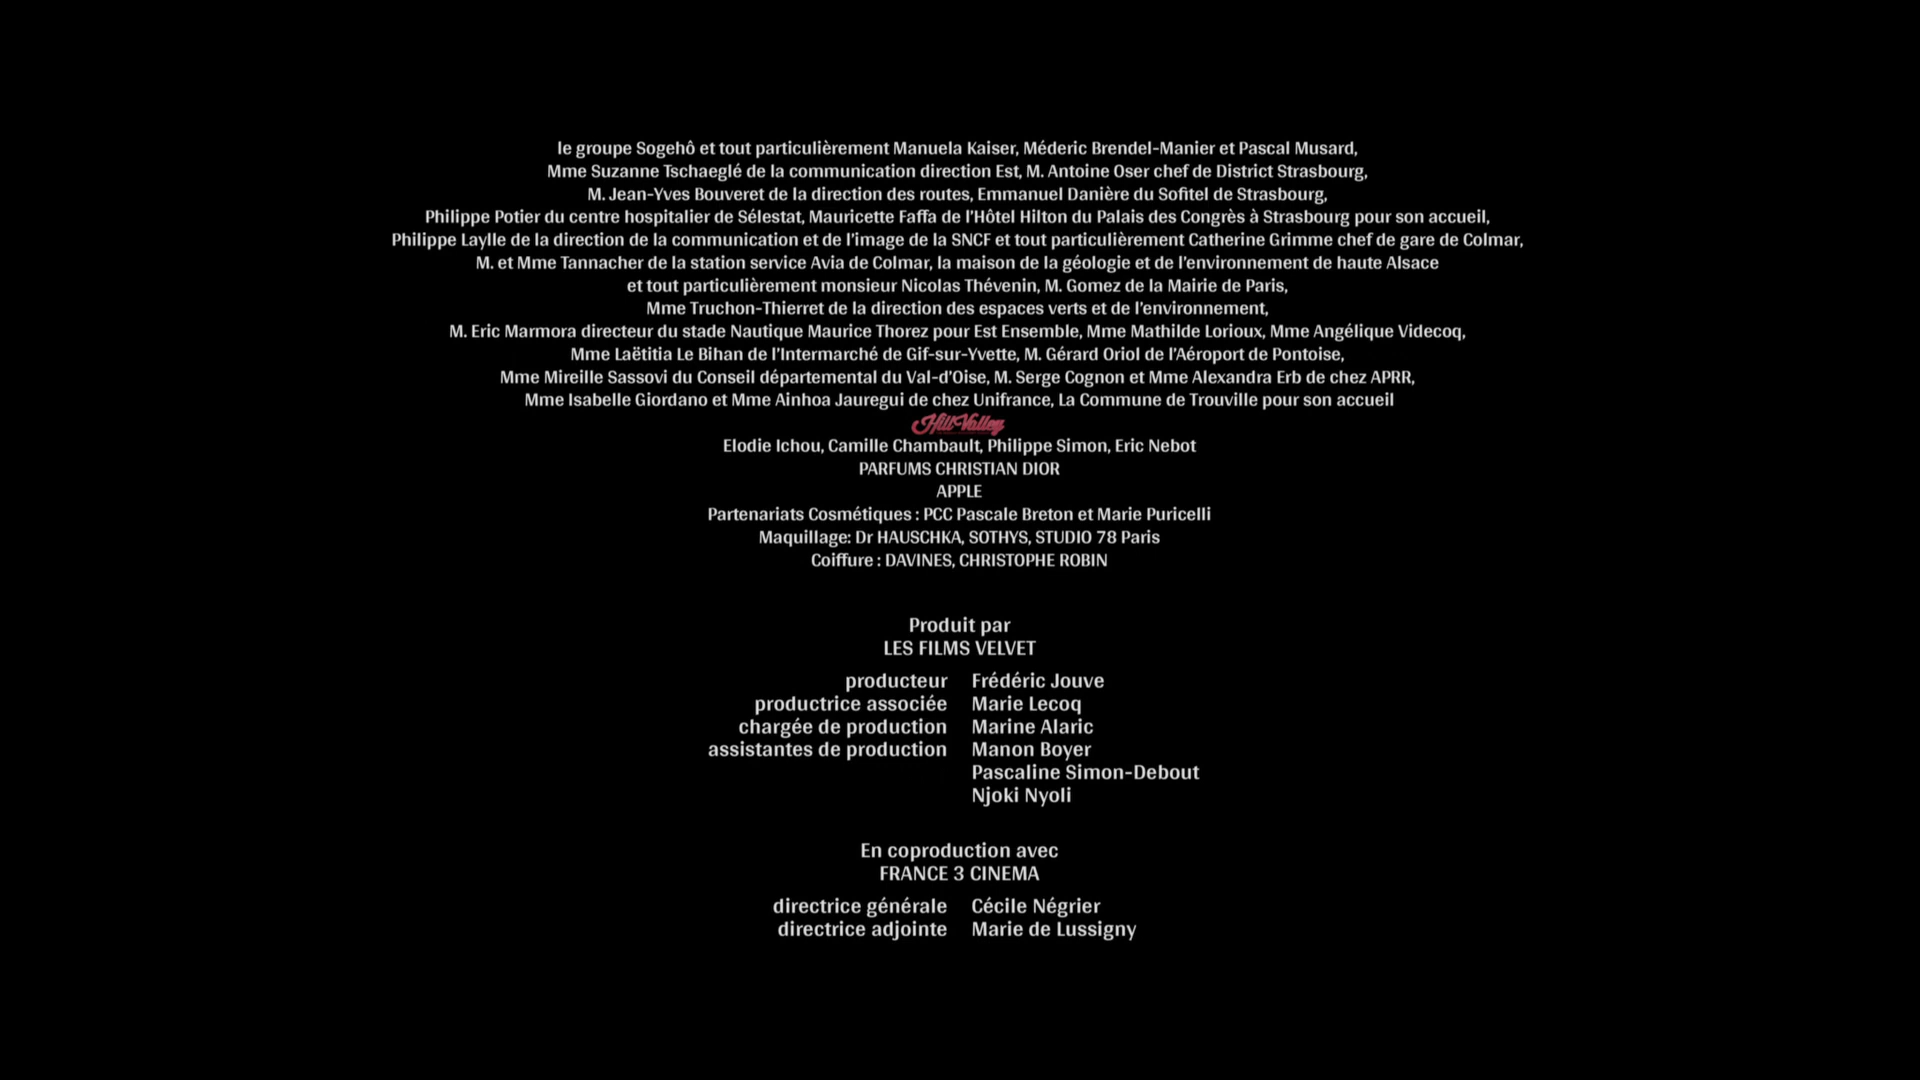 le groupe Sogehô et tout particulièrement Manuela Kaiser, Méderic Brendel-Manier et Pascal Musard,
Mme Suzanne Tschaeglé de la communication direction Est, M. Antoine Oser chef de District Strasbourg,
M. Jean-Yves Bouveret de la direction des routes, Emmanuel Danière du Sofitel de Strasbourg,
Philippe Potier du centre hospitalier de Sélestat, Mauricette Faffa de l'Hôtel Hilton du Palais des Congrès à Strasbourg pour son accueil,
Philippe Laylle de la direction de la communication et de l'image de la SNCF et tout particulièrement Catherine Grimme chef de gare de Colmar,
M. et Mme Tannacher de la station service Avia de Colmar, la maison de la géologie et de l'environnement de haute Alsace
et tout particulièrement monsieur Nicolas Thévenin, M. Gomez de la Mairie de Paris,
Mme Truchon-Thierret de la direction des espaces verts et de l'environnement,
M. Eric Marmora directeur du stade Nautique Maurice Thorez pour Est Ensemble, Mme Mathilde Lorioux, Mme Angélique Videcoq,
Mme Laëtitia Le Bihan de l'Intermarché de Gif-sur-Yvette, M. Gérard Oriol de l'Aéroport de Pontoise,
Mme Mireille Sassovi du Conseil départemental du Val-d'Oise, M. Serge Cognon et Mme Alexandra Erb de chez APRR,
Mme Isabelle Giordano et Mme Ainhoa Jauregui de chez Unifrance, La Commune de Trouville pour son accueil
Hill Valley
Elodie Ichou, Camille Chambault, Philippe Simon, Eric Nebot
PARFUMS CHRISTIAN DIOR
APPLE
Partenariats Cosmétiques : PCC Pascale Breton et Marie Puricelli
Maquillage: Dr HAUSCHKA, SOTHYS, STUDIO 78 Paris
Coiffure : DAVINES, CHRISTOPHE ROBIN
Produit par
LES FILMS VELVET
producteur Frédéric Jouve
productrice associée Marie Lecoq
chargée de production Marine Alaric
assistantes de production Manon Boyer
Pascaline Simon-Debout
Njoki Nyoli
En coproduction avec
FRANCE 3 CINEMA
directrice générale Cécile Négrier
directrice adjointe Marie de Lussigny